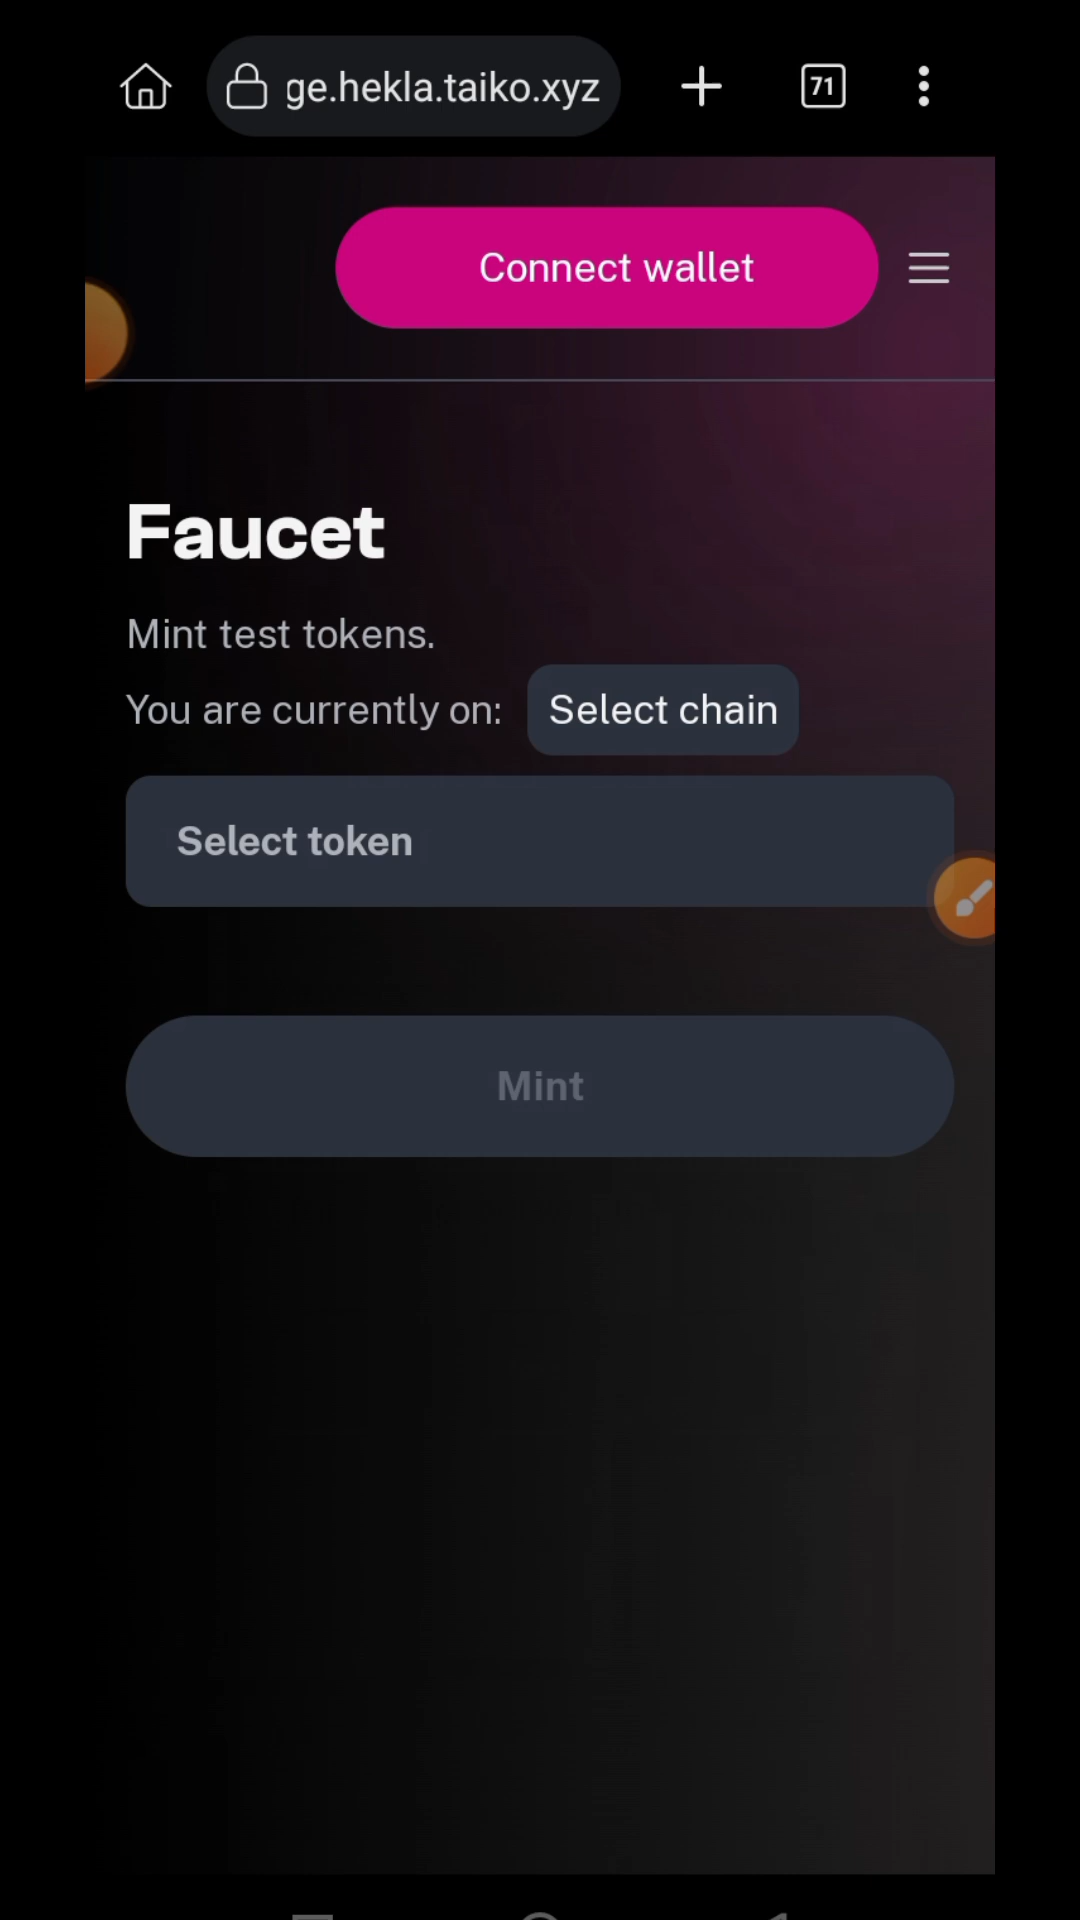 ge.hekla.taiko.xyz
71
Connect wallet
Faucet
Mint test tokens.
You are currently on: Select chain
Select token
Mint